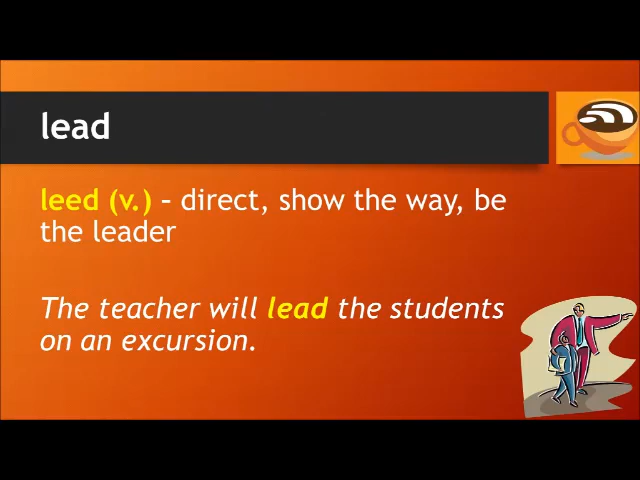 lead
leed (v.) – direct, show the way, be
the leader
The teacher will lead the students
on an excursion.